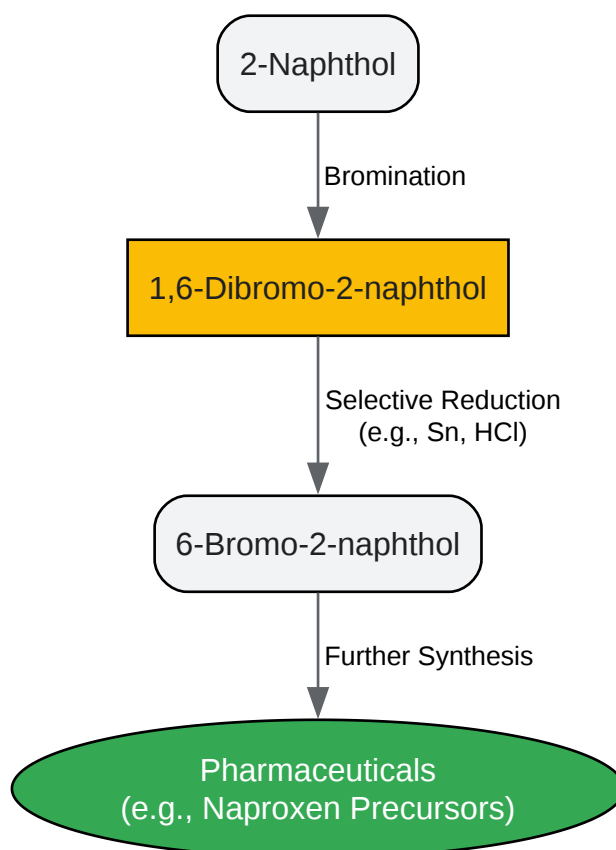 2-Naphthol
Bromination
1,6-Dibromo-2-naphthol
Selective Reduction
(e.g., Sn, HCl)
6-Bromo-2-naphthol
Further Synthesis
Pharmaceuticals
(e.g., Naproxen Precursors)